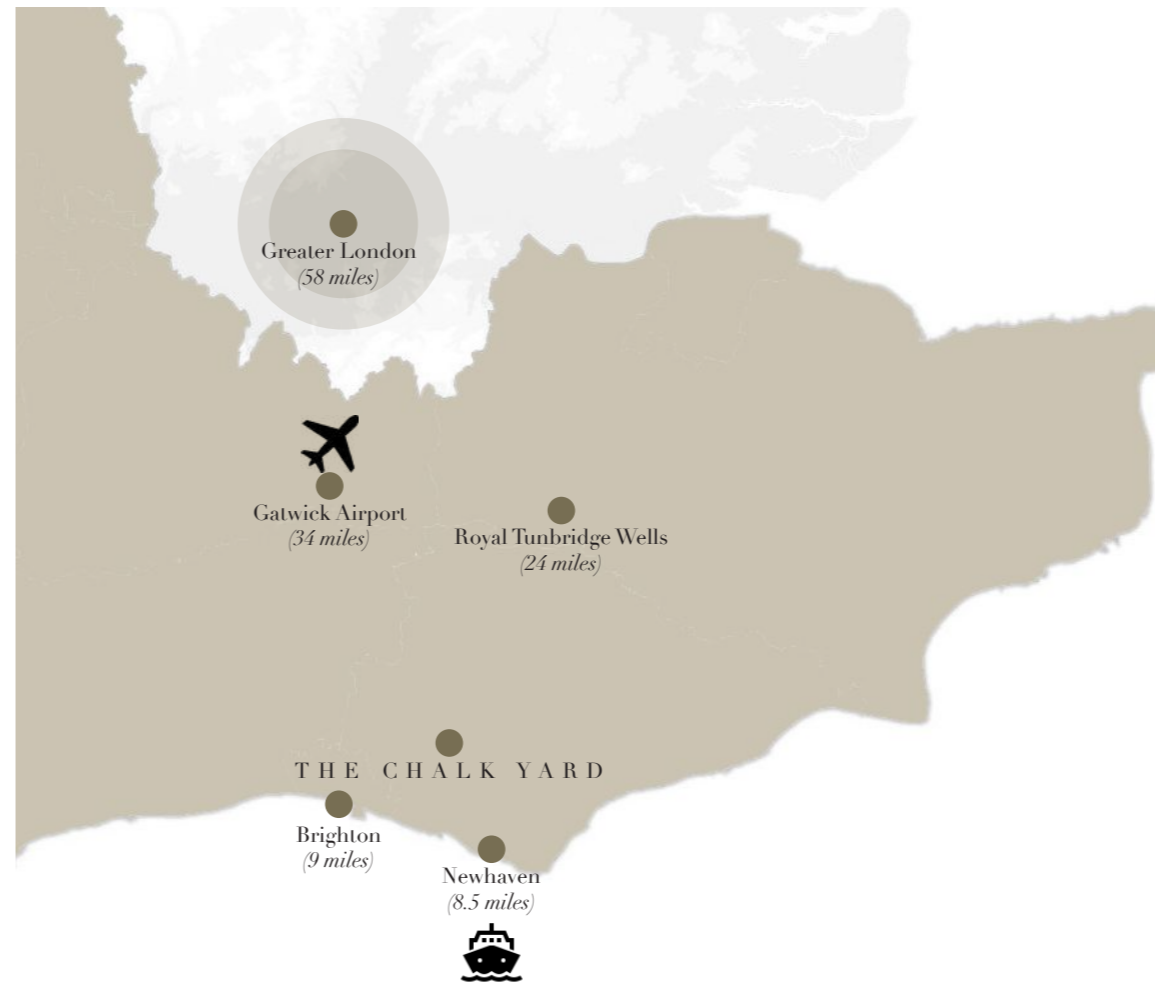 Greater London
(58 miles)
Gatwick Airport
(34 miles)
Royal Tunbridge Wells
(24 miles)
THE CHALK YARD
Brighton
(9 miles)
Newhaven
(8.5 miles)